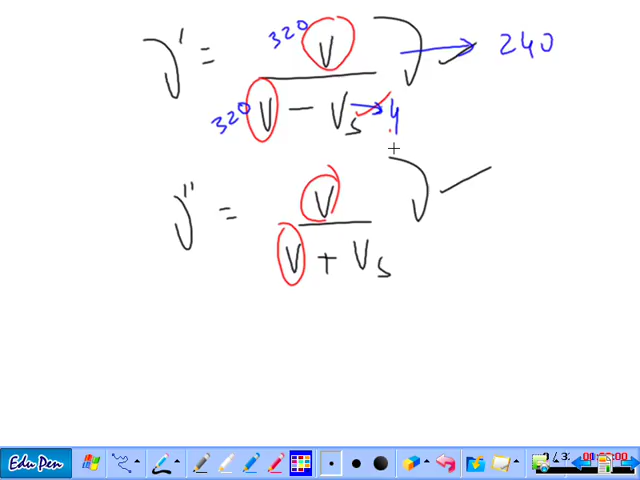 ν' = 320 V / 320 V - Vs → 4 ν → 240
ν'' = V / V + Vs ν
Edu Pen